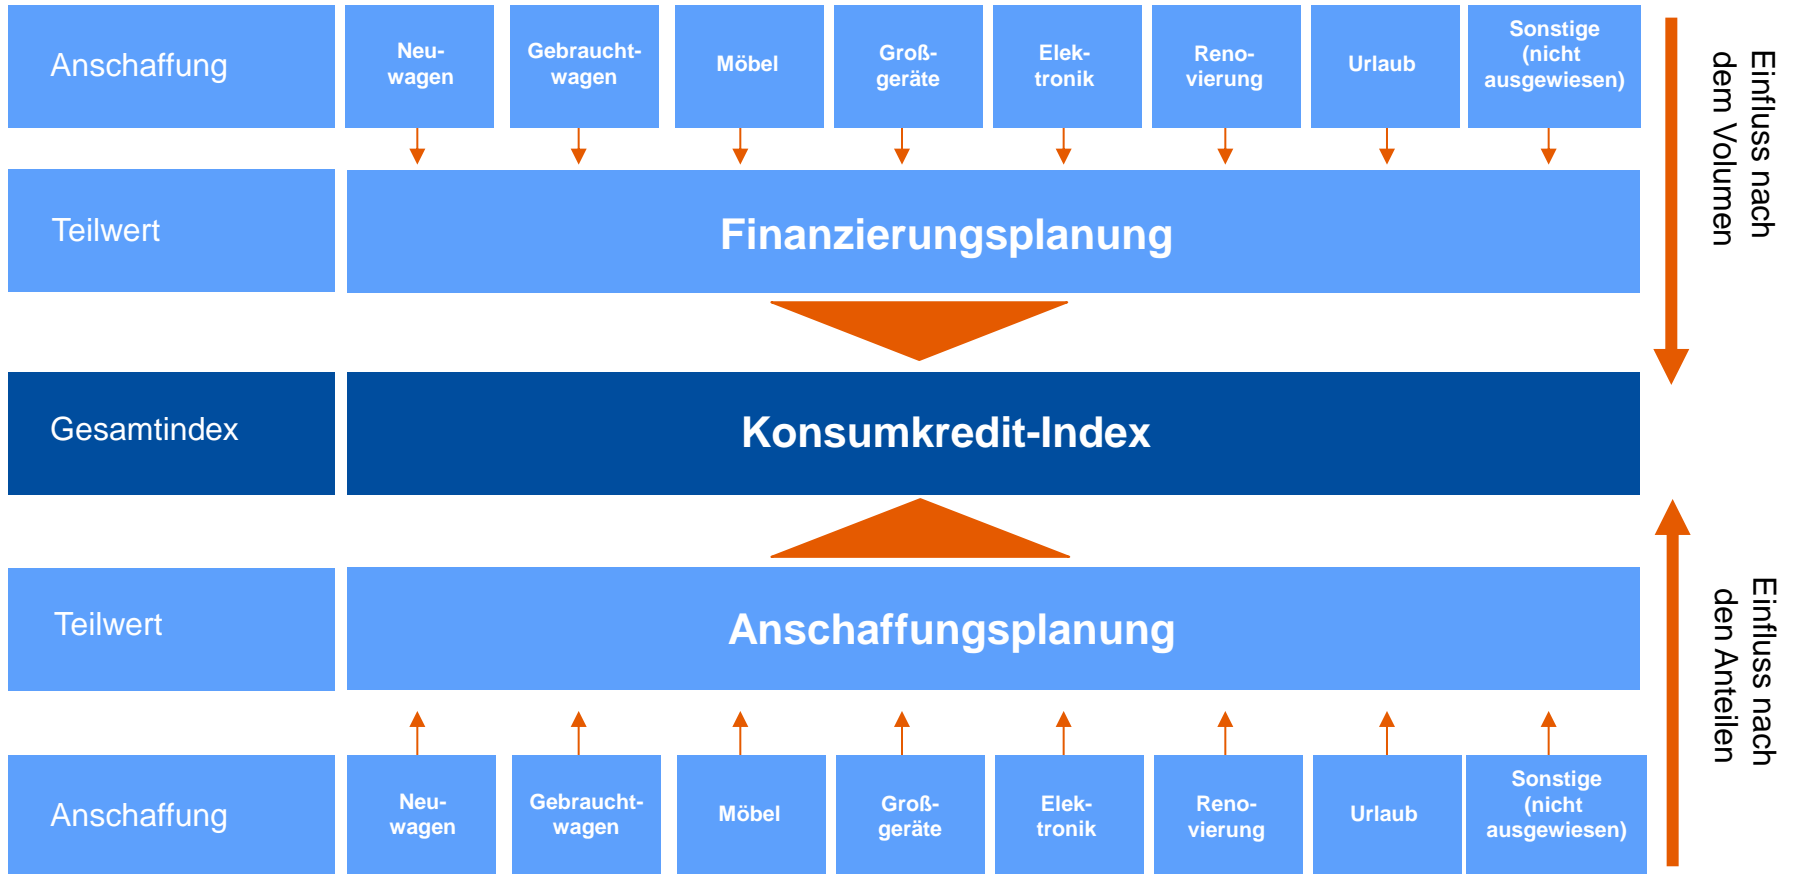 Anschaffung
Neu-
wagen
Gebraucht-
wagen
Möbel
Groß-
geräte
Elek-
tronik
Reno-
vierung
Urlaub
Sonstige
(nicht
ausgewiesen)
Einfluss nach
dem Volumen
Teilwert
Finanzierungsplanung
Gesamtindex
Konsumkredit-Index
Teilwert
Anschaffungsplanung
Einfluss nach
den Anteilen
Anschaffung
Neu-
wagen
Gebraucht-
wagen
Möbel
Groß-
geräte
Elek-
tronik
Reno-
vierung
Urlaub
Sonstige
(nicht
ausgewiesen)